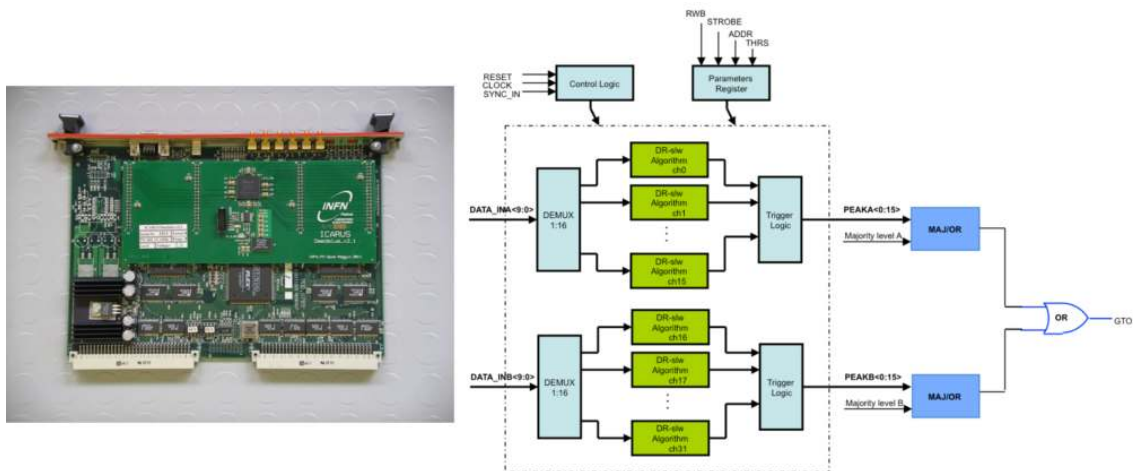 INFN
ICARUS
Daedalus.v3.1
RWB
STROBE
ADDR
THRS
RESET
CLOCK
SYNC_IN
Control Logic
Parameters
Register
DATA_INA<9:0>
DEMUX
1:16
DR-slw
Algorithm
ch0
DR-slw
Algorithm
ch1
DR-slw
Algorithm
ch15
Trigger
Logic
PEAKA<0:15>
Majority level A
MAJ/OR
OR
GTO
DATA_INB<9:0>
DEMUX
1:16
DR-slw
Algorithm
ch16
DR-slw
Algorithm
ch17
DR-slw
Algorithm
ch31
Trigger
Logic
PEAKB<0:15>
Majority level B
MAJ/OR